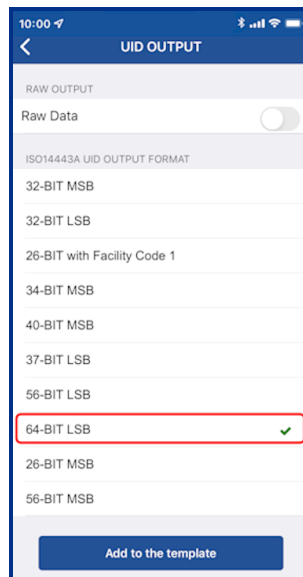 10:00
UID OUTPUT
RAW OUTPUT
Raw Data
ISO14443A UID OUTPUT FORMAT
32-BIT MSB
32-BIT LSB
26-BIT with Facility Code 1
34-BIT MSB
40-BIT MSB
37-BIT LSB
56-BIT LSB
64-BIT LSB
26-BIT MSB
56-BIT MSB
Add to the template